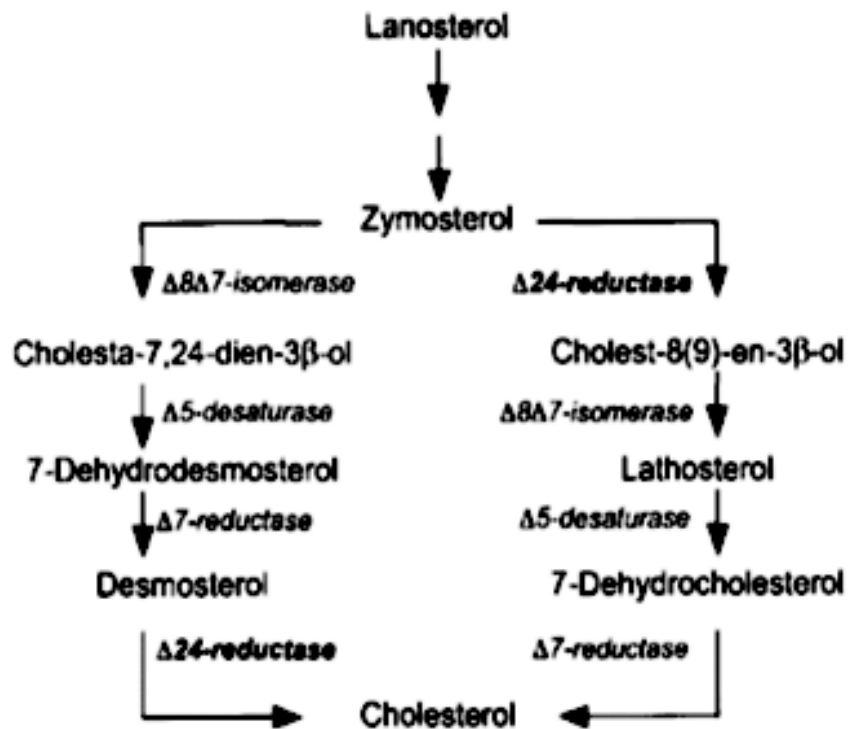 Lanosterol
Zymosterol
Δ8Δ7-isomerase
Δ24-reductase
Cholesta-7,24-dien-3β-ol
Cholest-8(9)-en-3β-ol
Δ5-desaturase
Δ8Δ7-isomerase
7-Dehydrodesmosterol
Lathosterol
Δ7-reductase
Δ5-desaturase
Desmosterol
7-Dehydrocholesterol
Δ24-reductase
Δ7-reductase
Cholesterol